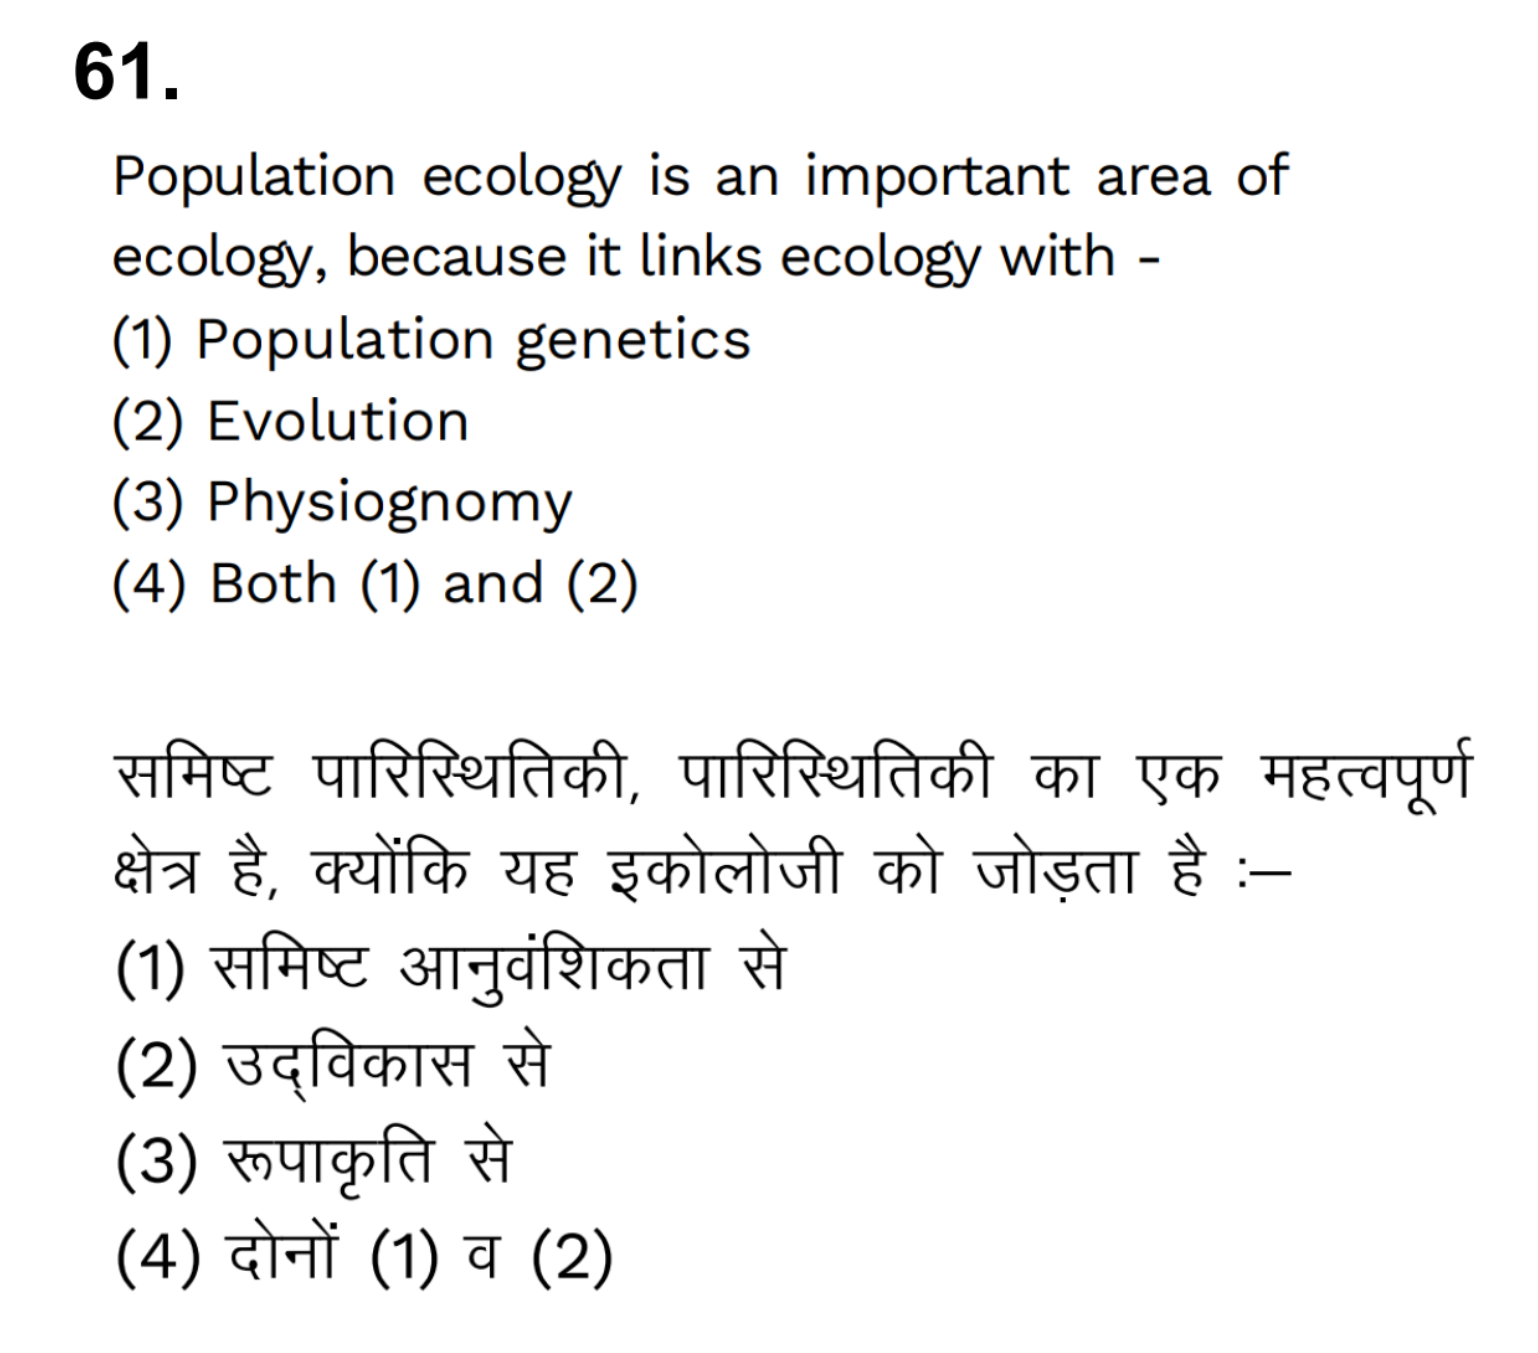 61.
Population ecology is an important area of
ecology, because it links ecology with -
(1) Population genetics
(2) Evolution
(3) Physiognomy
(4) Both (1) and (2)
समिष्ट पारिस्थितिकी, पारिस्थितिकी का एक महत्वपूर्ण
क्षेत्र है, क्योंकि यह इकोलोजी को जोड़ता है :–
(1) समिष्ट आनुवंशिकता से
(2) उद्‌विकास से
(3) रूपाकृति से
(4) दोनों (1) व (2)